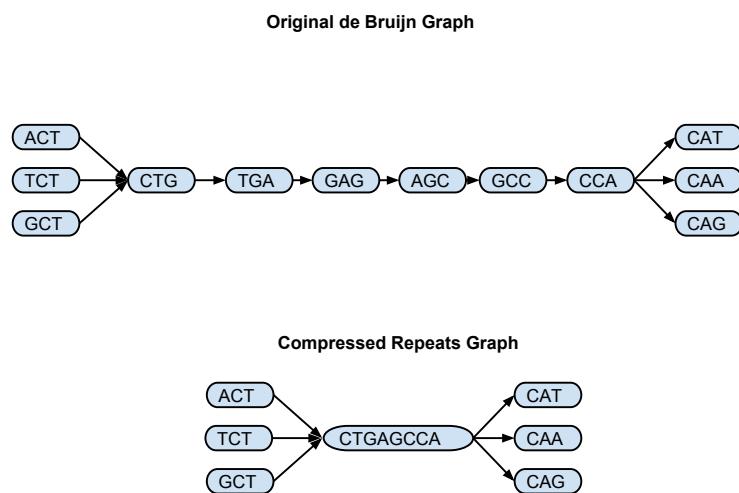 Original de Bruijn Graph
ACT
CAT
TCT
CTG
TGA
GAG
AGC
GCC
CCA
CAA
GCT
CAG
Compressed Repeats Graph
ACT
CAT
TCT
CTGAGCCA
CAA
GCT
CAG